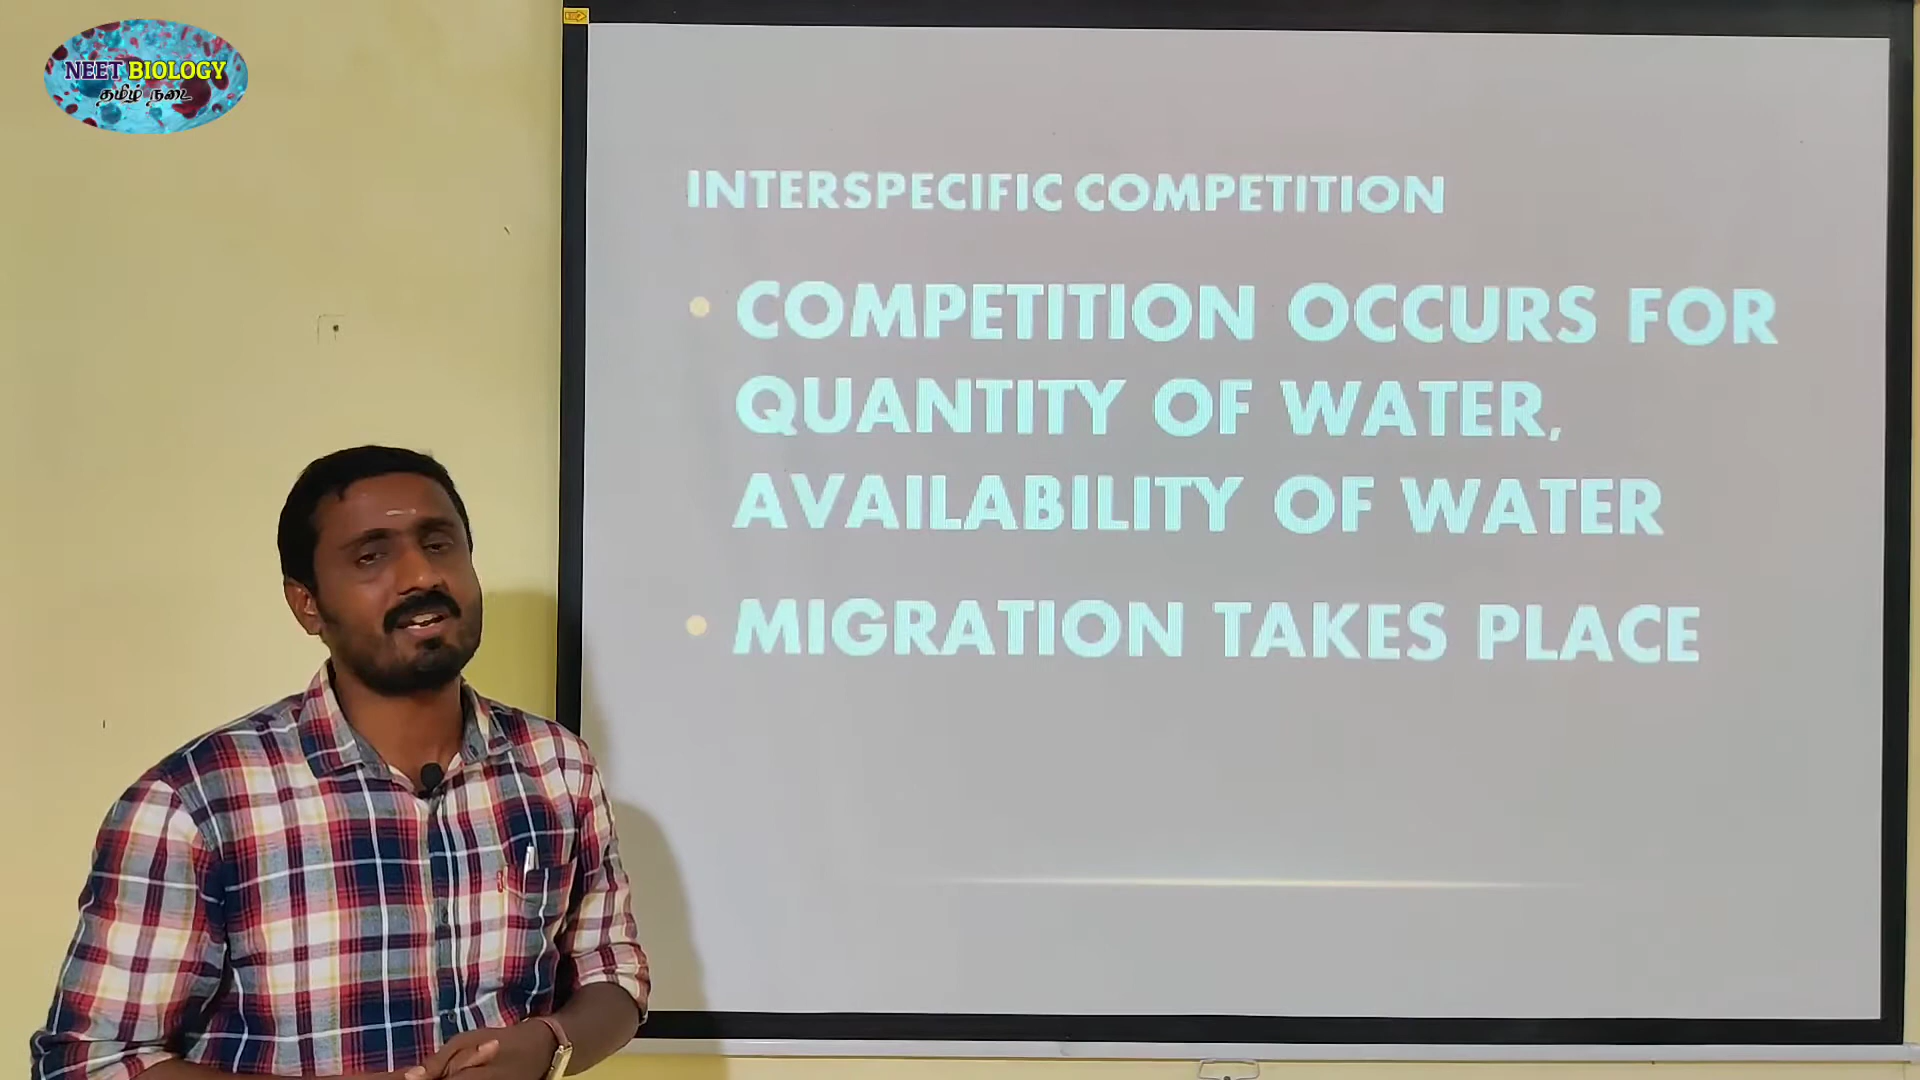 NEET BIOLOGY
தமிழ் நடை
INTERSPECIFIC COMPETITION
• COMPETITION OCCURS FOR
QUANTITY OF WATER,
AVAILABILITY OF WATER
• MIGRATION TAKES PLACE